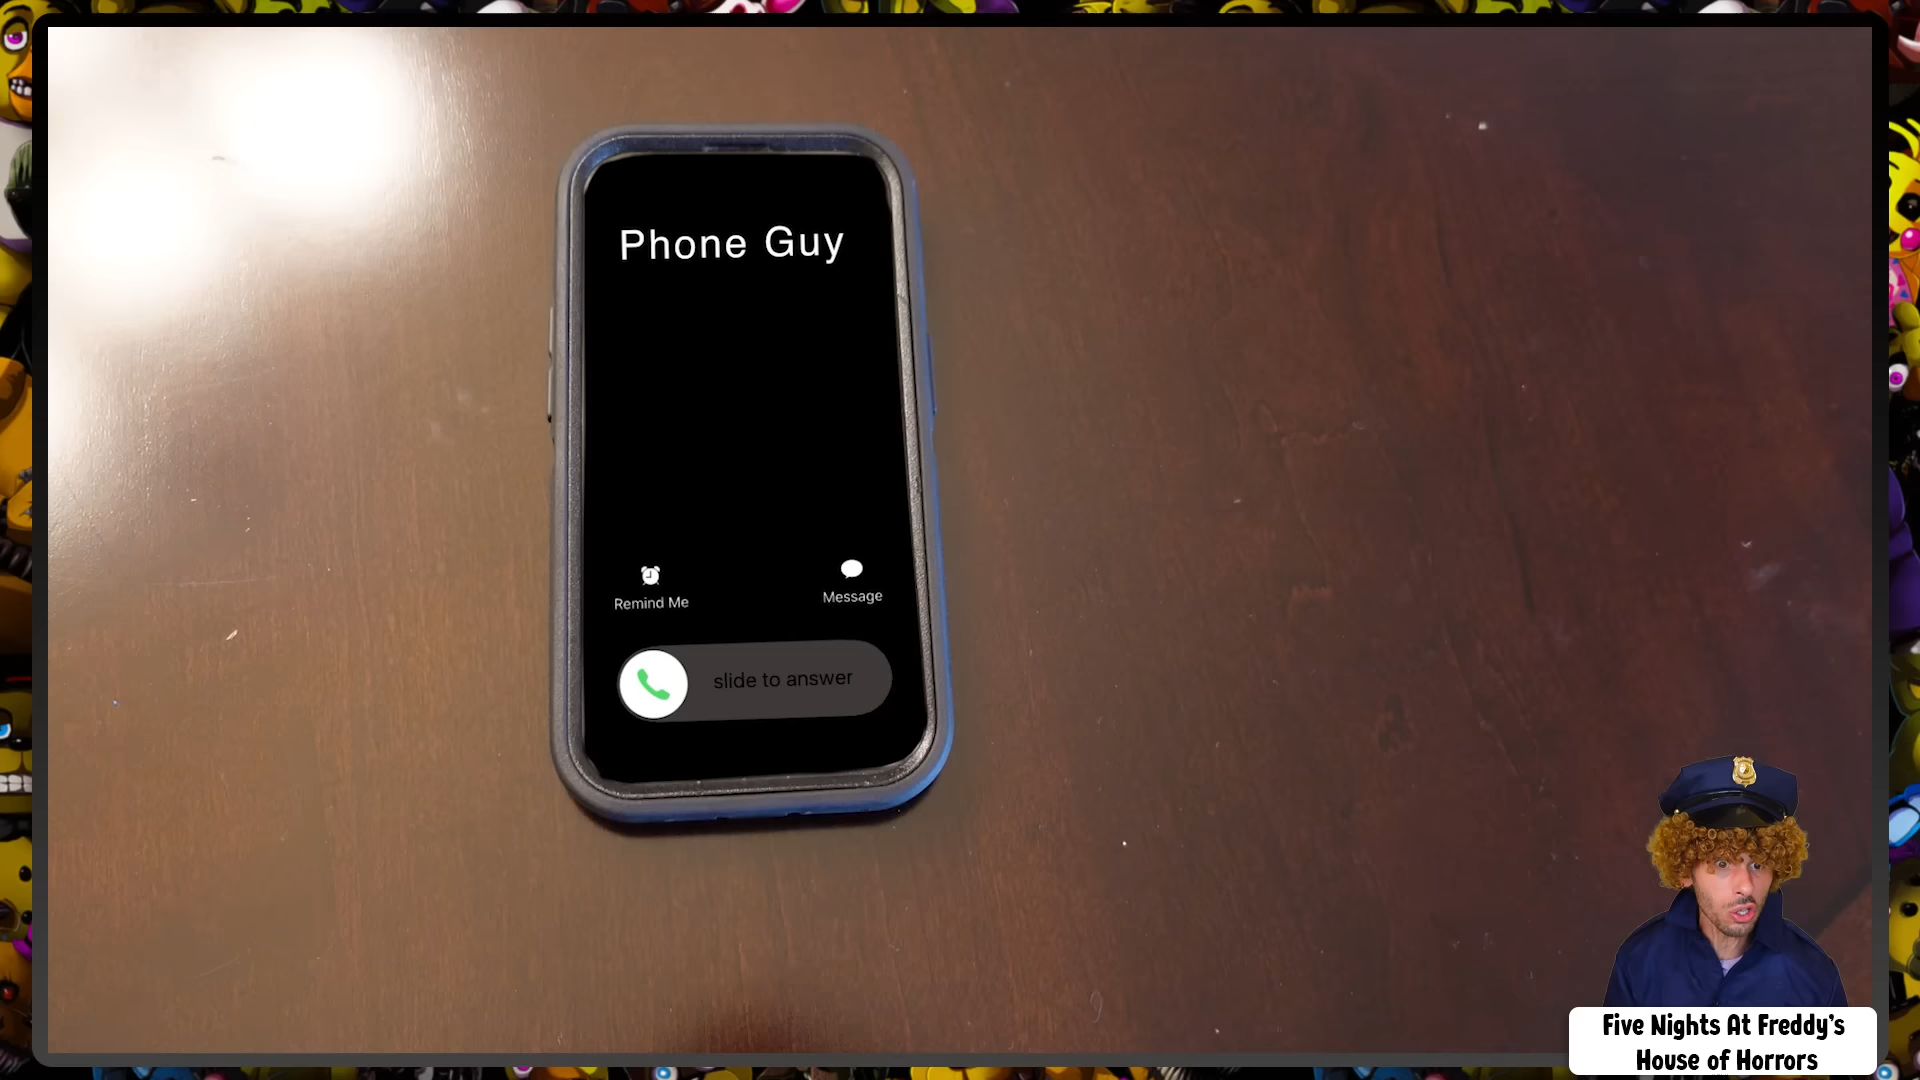 Phone Guy
Remind Me
Message
slide to answer
Five Nights At Freddy's
House of Horrors